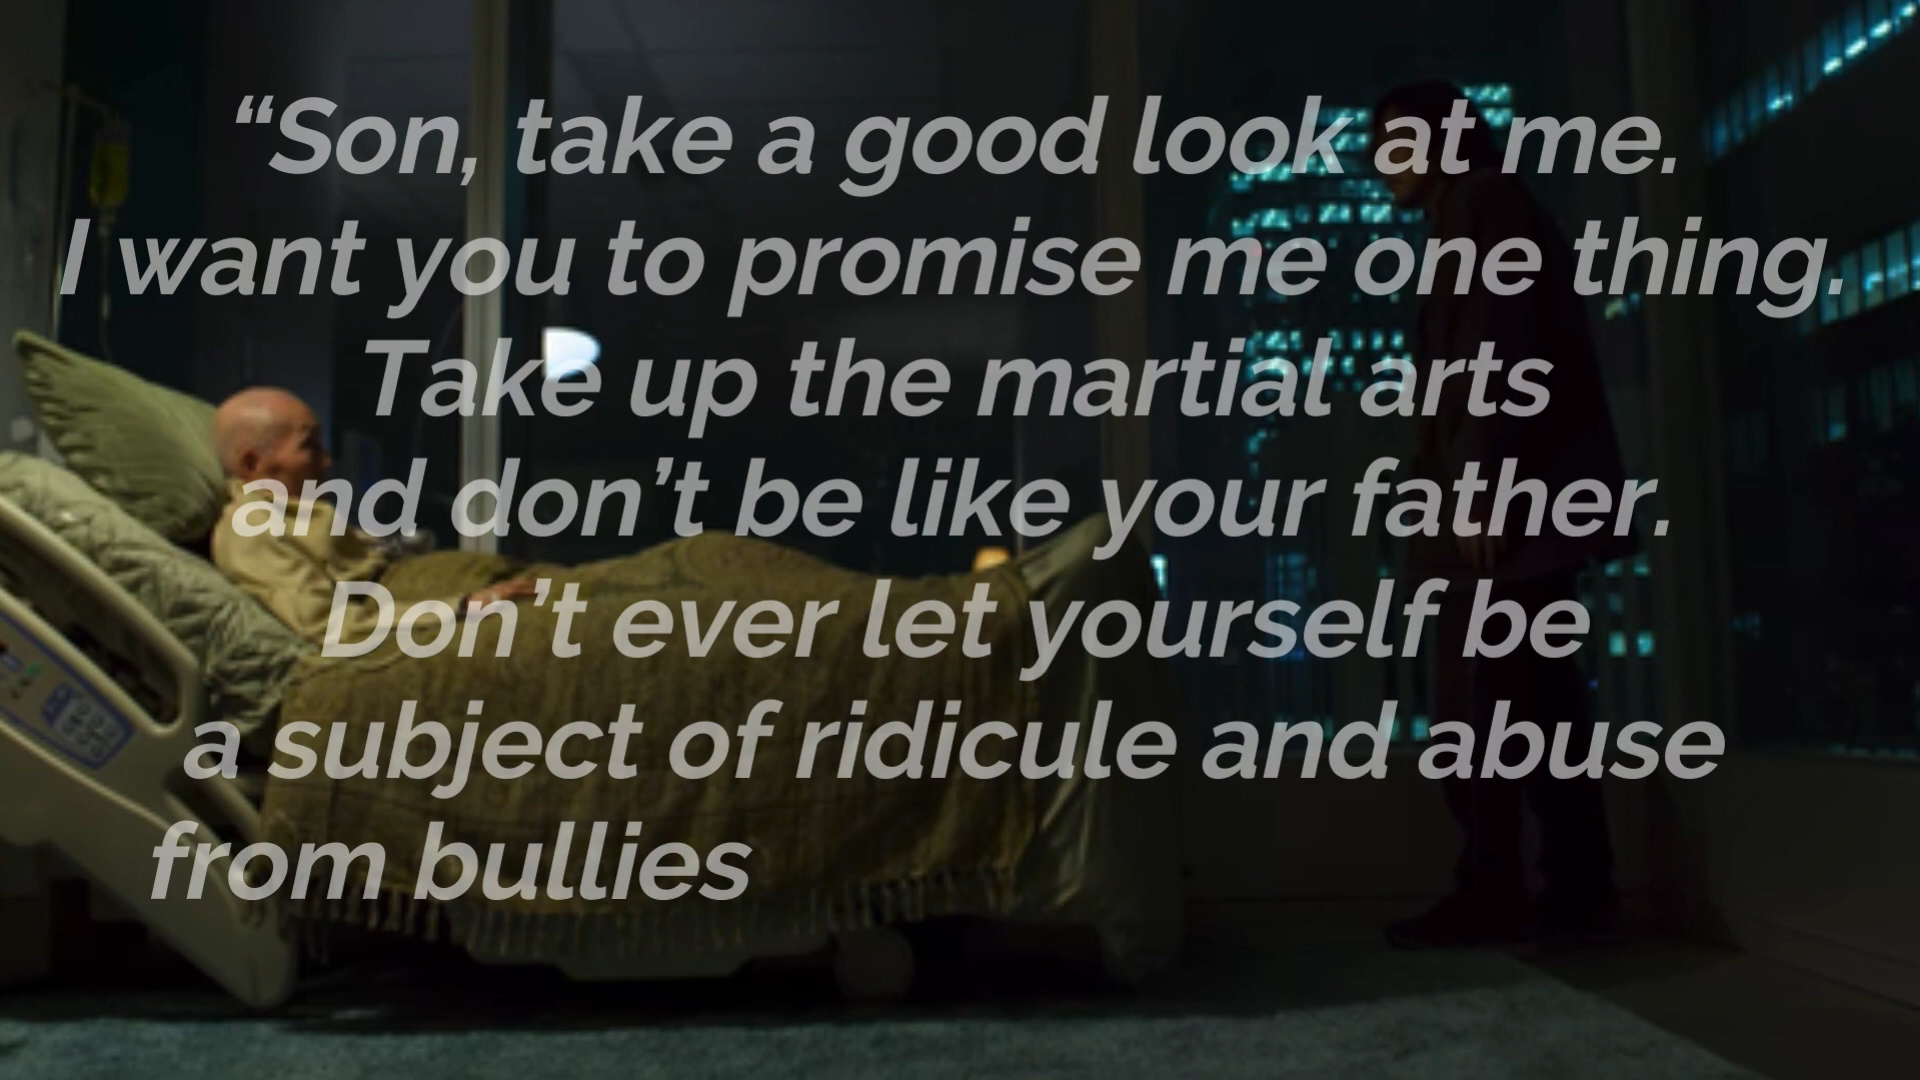 “Son, take a good look at me.
I want you to promise me one thing.
Take up the martial arts
and don’t be like your father.
Don’t ever let yourself be
a subject of ridicule and abuse
from bullies